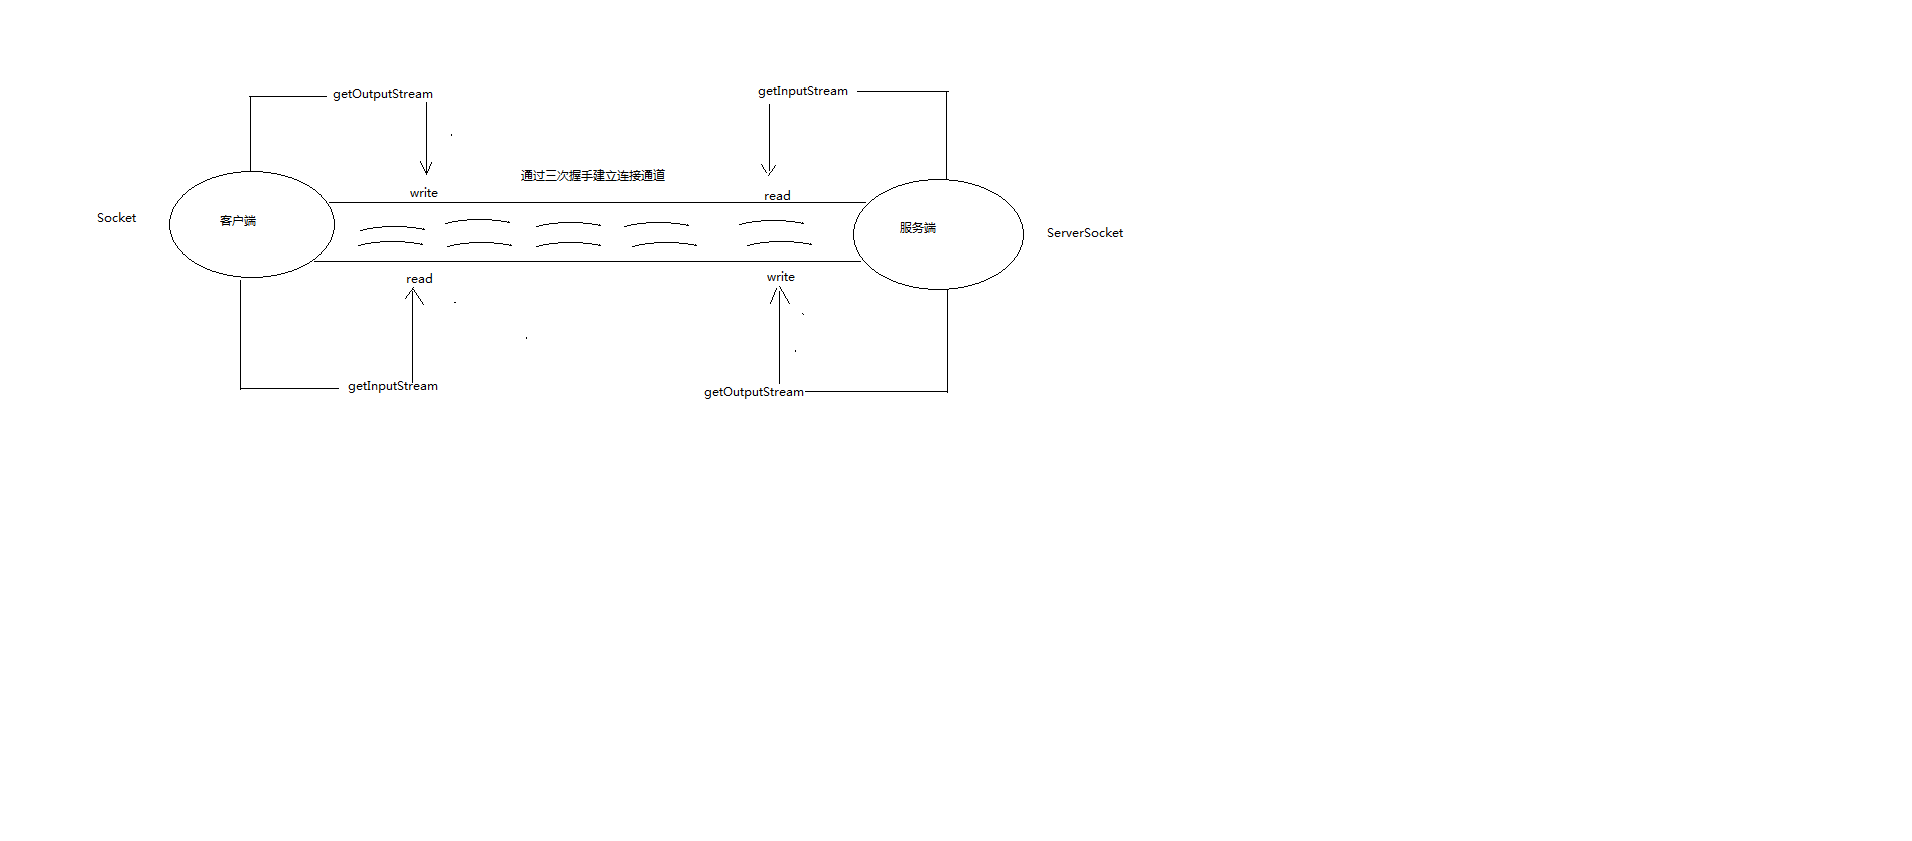 getOutputStream
getInputStream
通过三次握手建立连接通道
write
read
Socket
客户端
服务端
ServerSocket
read
write
getInputStream
getOutputStream